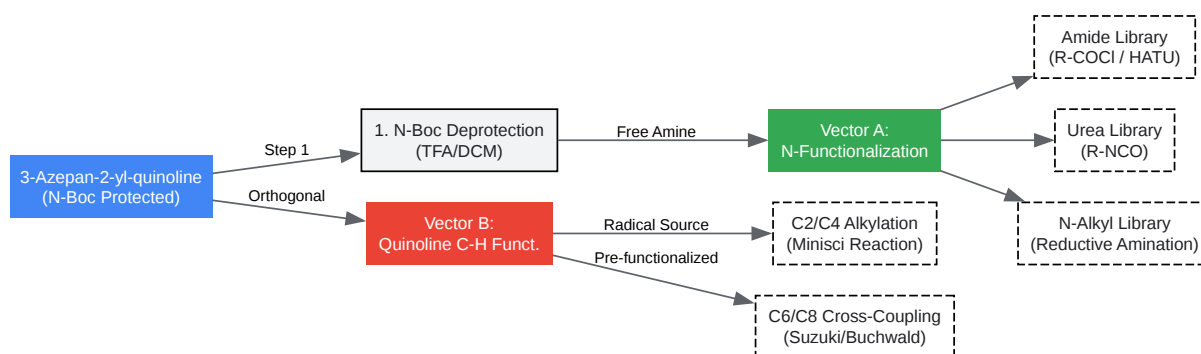 3-Azepan-2-yl-quinoline
(N-Boc Protected)
Step 1
Orthogonal
1. N-Boc Deprotection
(TFA/DCM)
Vector B:
Quinoline C-H Funct.
Free Amine
Radical Source
Pre-functionalized
Vector A:
N-Functionalization
C2/C4 Alkylation
(Minisci Reaction)
C6/C8 Cross-Coupling
(Suzuki/Buchwald)
Amide Library
(R-COCl / HATU)
Urea Library
(R-NCO)
N-Alkyl Library
(Reductive Amination)